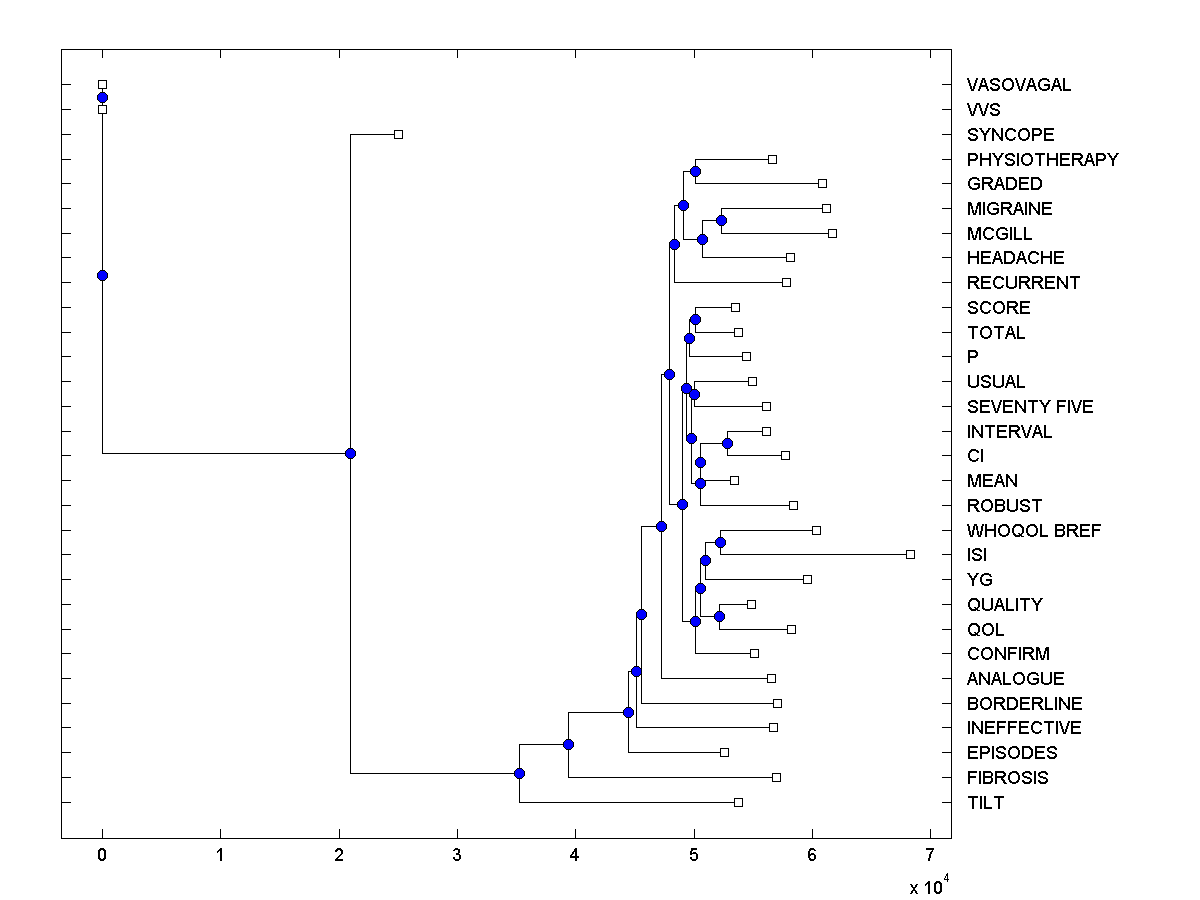 VASOVAGAL
VVS
SYNCOPE
PHYSIOTHERAPY
GRADED
MIGRAINE
MCGILL
HEADACHE
RECURRENT
SCORE
TOTAL
P
USUAL
SEVENTY FIVE
INTERVAL
CI
MEAN
ROBUST
WHOQOL BREF
ISI
YG
QUALITY
QOL
CONFIRM
ANALOGUE
BORDERLINE
INEFFECTIVE
EPISODES
FIBROSIS
TILT
0 1 2 3 4 5 6 7
x 10^4